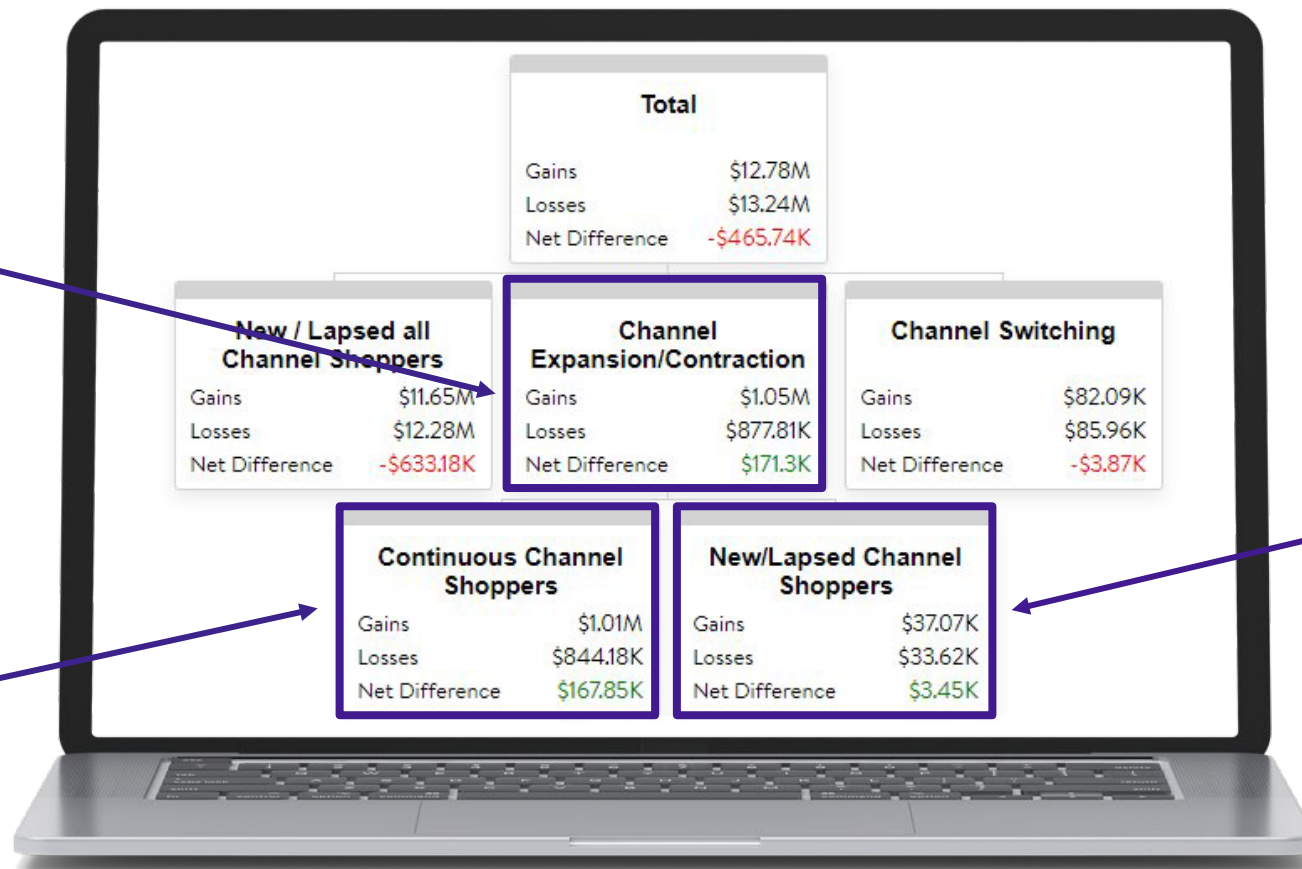 Total
Gains $12.78M
Losses $13.24M
Net Difference -$465.74K
New / Lapsed all
Channel Shoppers
Gains $11.65M
Losses $12.28M
Net Difference -$633.18K
Channel
Expansion/Contraction
Gains $1.05M
Losses $877.81K
Net Difference $171.3K
Channel Switching
Gains $82.09K
Losses $85.96K
Net Difference -$3.87K
Continuous Channel
Shoppers
Gains $1.01M
Losses $844.18K
Net Difference $167.85K
New/Lapsed Channel
Shoppers
Gains $37.07K
Losses $33.62K
Net Difference $3.45K